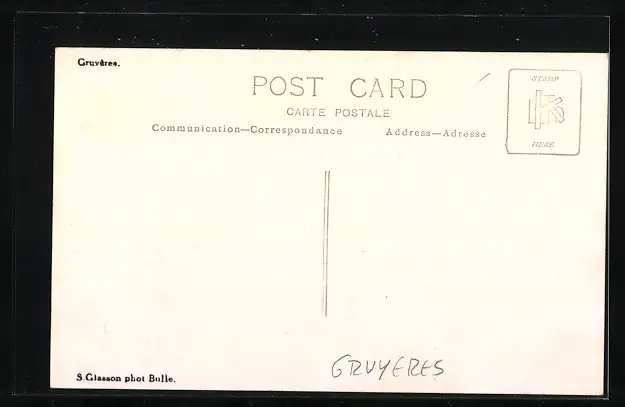 Gruyères.
POST CARD
CARTE POSTALE
Communication—Correspondance
Address—Adresse
STAMP
HERE
S. Glasson phot Bulle.
GRUYERES